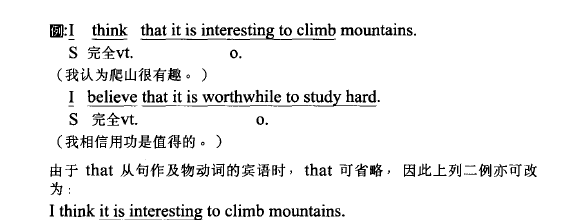 例:I think that it is interesting to climb mountains.
S 完全vt. o.
(我认为爬山很有趣。)
I believe that it is worthwhile to study hard.
S 完全vt. o.
(我相信用功是值得的。)
由于 that 从句作及物动词的宾语时，that 可省略，因此上列二例亦可改
为：
I think it is interesting to climb mountains.